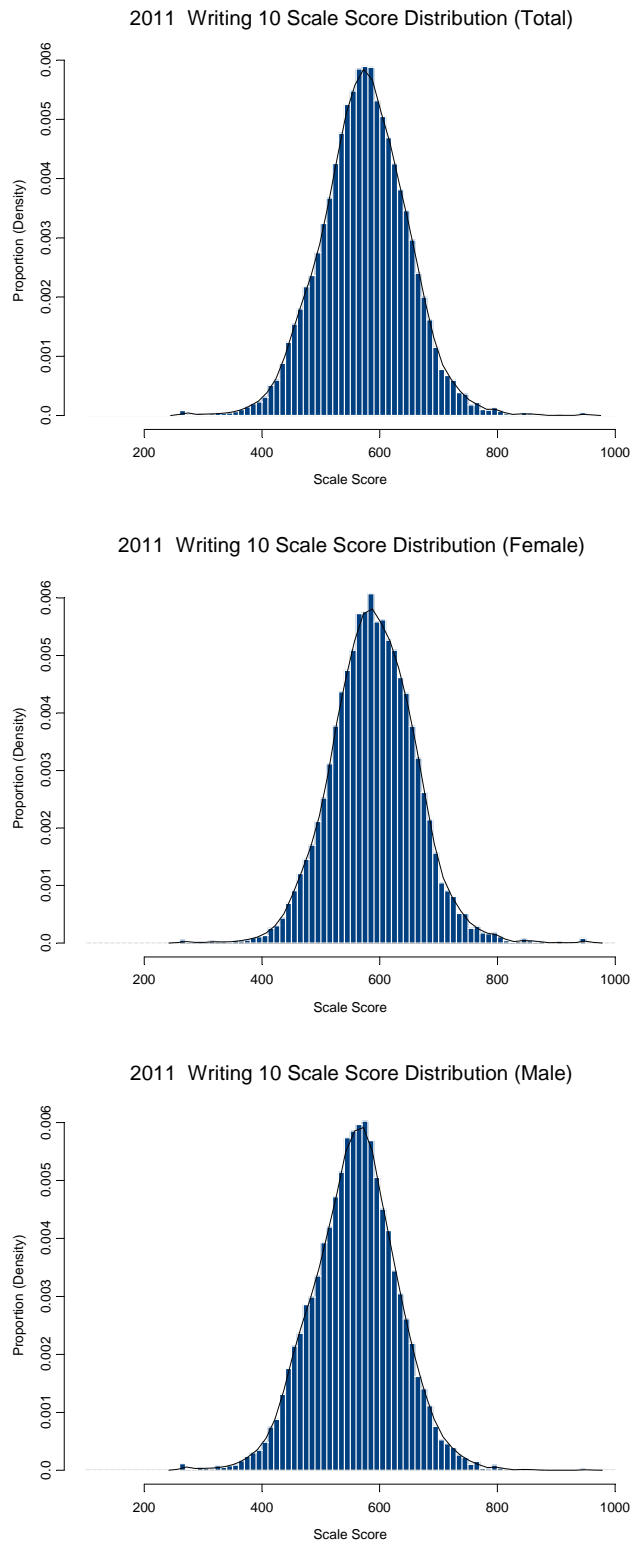 2011 Writing 10 Scale Score Distribution (Total)
Proportion (Density)
0.006
0.005
0.004
0.003
0.002
0.001
0.0
200 400 600 800 1000
Scale Score
2011 Writing 10 Scale Score Distribution (Female)
Proportion (Density)
0.006
0.005
0.004
0.003
0.002
0.001
0.0
200 400 600 800 1000
Scale Score
2011 Writing 10 Scale Score Distribution (Male)
Proportion (Density)
0.006
0.005
0.004
0.003
0.002
0.001
0.0
200 400 600 800 1000
Scale Score